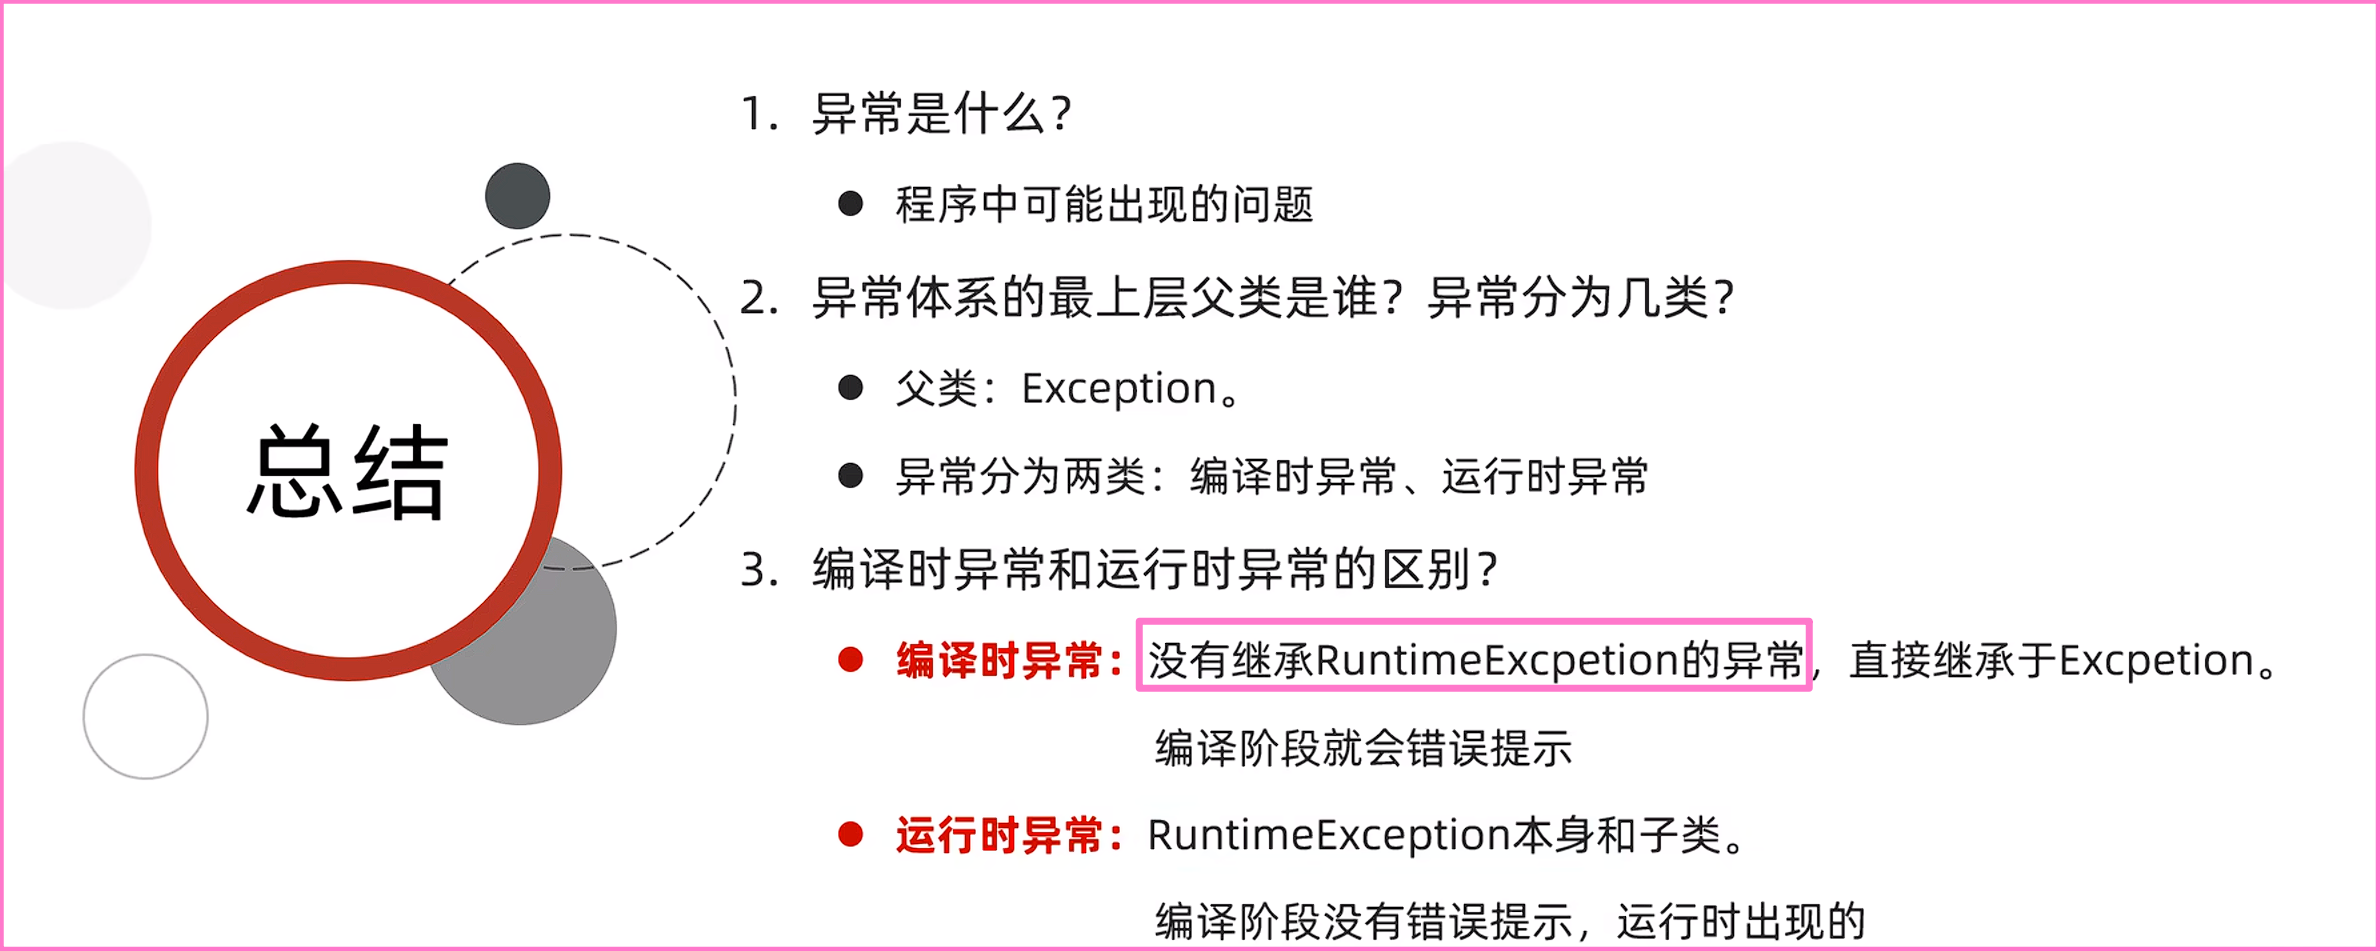 总结
1. 异常是什么？
● 程序中可能出现的问题
2. 异常体系的最上层父类是谁？异常分为几类？
● 父类：Exception。
● 异常分为两类：编译时异常、运行时异常
3. 编译时异常和运行时异常的区别？
● 编译时异常：没有继承RuntimeExcpetion的异常，直接继承于Excpetion。
编译阶段就会错误提示
● 运行时异常：RuntimeException本身和子类。
编译阶段没有错误提示，运行时出现的